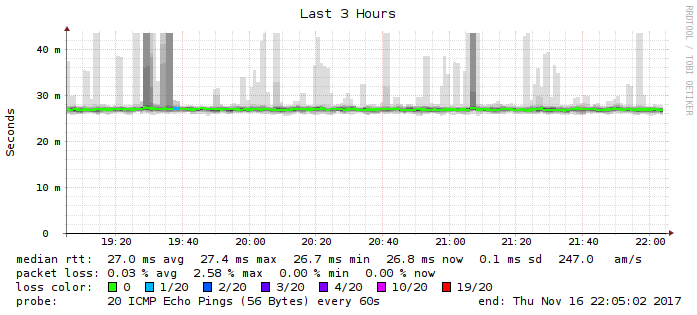 Last 3 Hours
RRDTOOL / TOBI OETIKER
Seconds
40 m
30 m
20 m
10 m
0
19:20 19:40 20:00 20:20 20:40 21:00 21:20 21:40 22:00
median rtt: 27.0 ms avg 27.4 ms max 26.7 ms min 26.8 ms now 0.1 ms sd 247.0 am/s
packet loss: 0.03 % avg 2.58 % max 0.00 % min 0.00 % now
loss color: 0 1/20 2/20 3/20 4/20 10/20 19/20
probe: 20 ICMP Echo Pings (56 Bytes) every 60s end: Thu Nov 16 22:05:02 2017